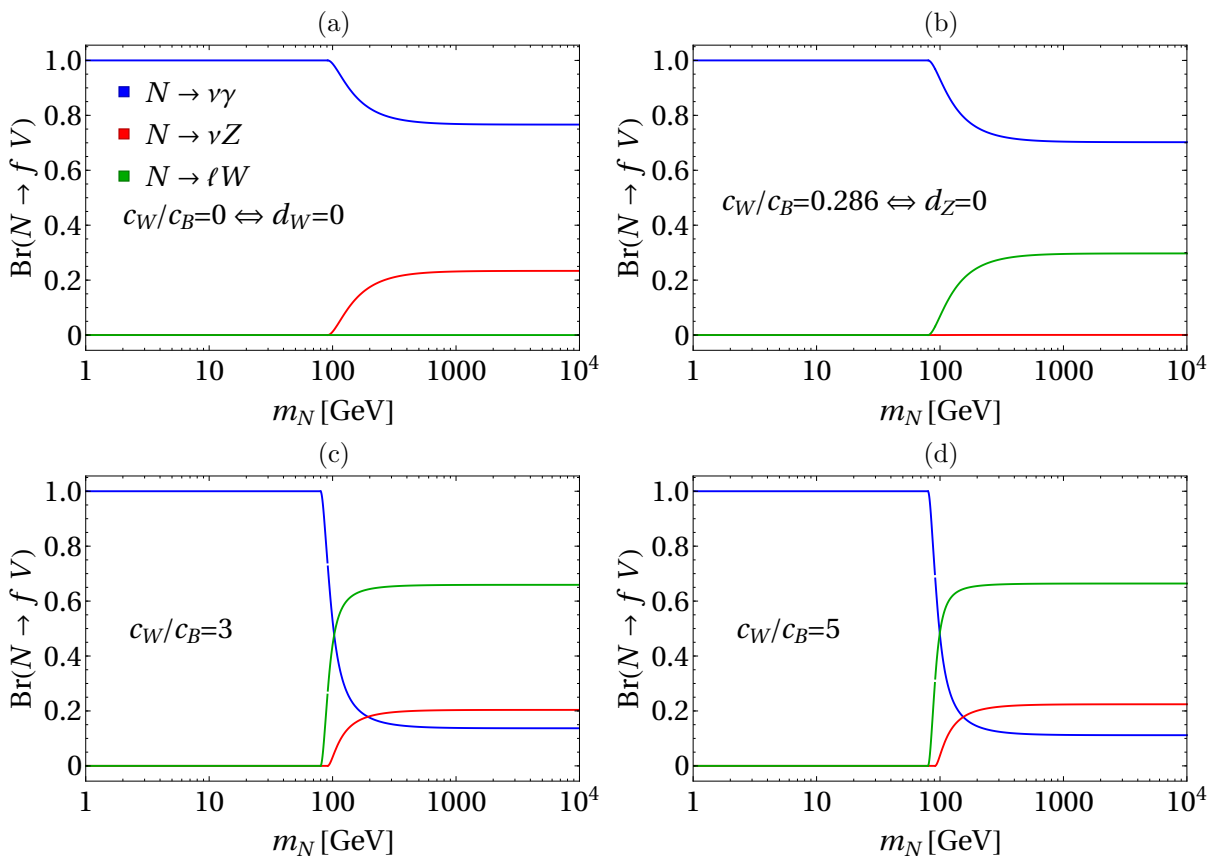 (a)
Br(N → f V)
1.0
0.8
0.6
0.4
0.2
0
N → νγ
N → νZ
N → ℓW
c_W/c_B=0 ⇔ d_W=0
1 10 100 1000 10^4
m_N [GeV]
(b)
Br(N → f V)
1.0
0.8
0.6
0.4
0.2
0
c_W/c_B=0.286 ⇔ d_Z=0
1 10 100 1000 10^4
m_N [GeV]
(c)
Br(N → f V)
1.0
0.8
0.6
0.4
0.2
0
c_W/c_B=3
1 10 100 1000 10^4
m_N [GeV]
(d)
Br(N → f V)
1.0
0.8
0.6
0.4
0.2
0
c_W/c_B=5
1 10 100 1000 10^4
m_N [GeV]